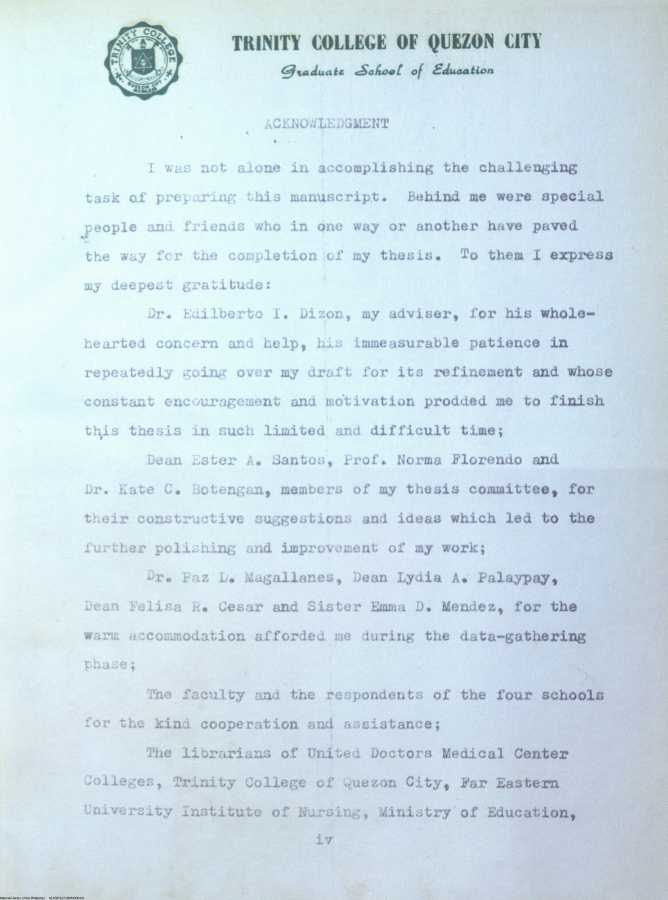 TRINITY COLLEGE
TRINITY COLLEGE OF QUEZON CITY
Graduate School of Education
ACKNOWLEDGMENT
I was not alone in accomplishing the challenging
task of preparing this manuscript. Behind me were special
people and friends who in one way or another have paved
the way for the completion of my thesis. To them I express
my deepest gratitude:
Dr. Edilberto I. Dizon, my adviser, for his whole-
hearted concern and help, his immeasurable patience in
repeatedly going over my draft for its refinement and whose
constant encouragement and motivation prodded me to finish
this thesis in such limited and difficult time;
Dean Ester A. Santos, Prof. Norma Florendo and
Dr. Kate C. Botengan, members of my thesis committee, for
their constructive suggestions and ideas which led to the
further polishing and improvement of my work;
Dr. Paz L. Magallanes, Dean Lydia A. Palaypay,
Dean Felisa R. Cesar and Sister Emma D. Mendez, for the
warm accommodation afforded me during the data-gathering
phase;
The faculty and the respondents of the four schools
for the kind cooperation and assistance;
The librarians of United Doctors Medical Center
Colleges, Trinity College of Quezon City, Far Eastern
University Institute of Nursing, Ministry of Education,
iv